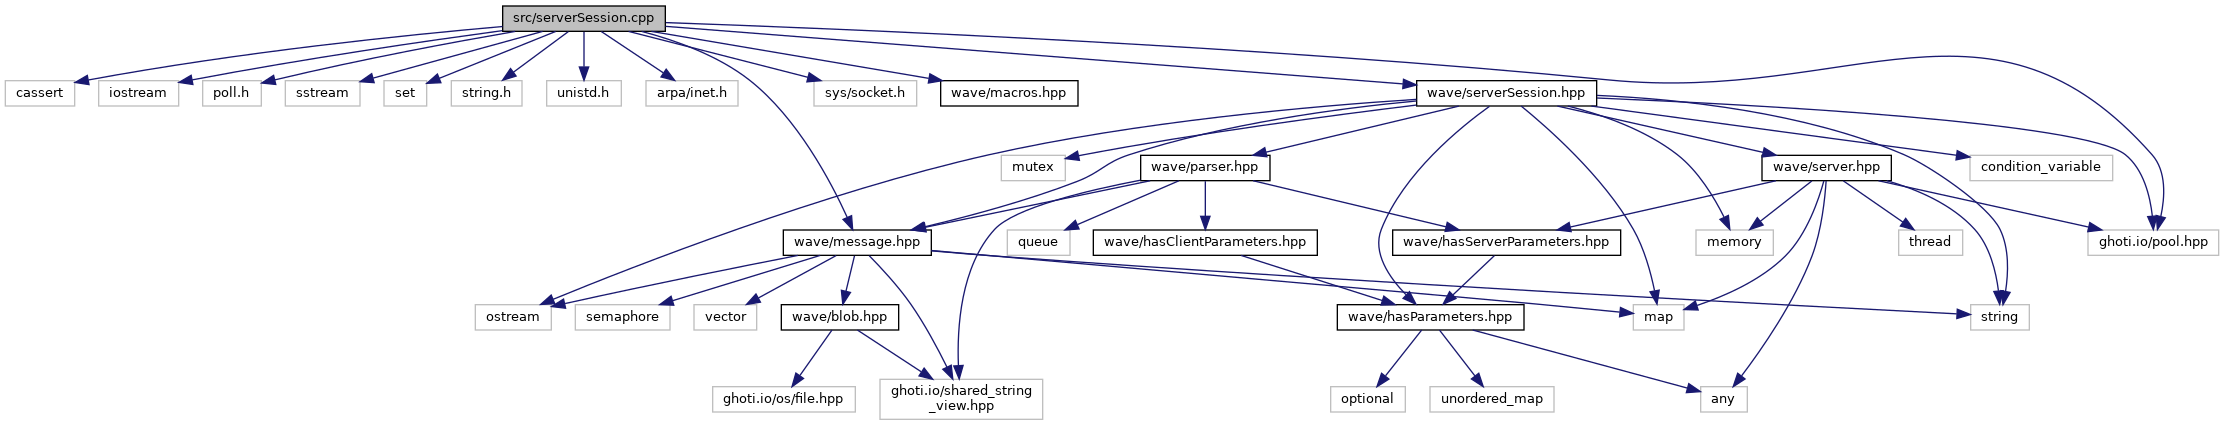 src/serverSession.cpp
cassert
iostream
poll.h
sstream
set
string.h
unistd.h
arpa/inet.h
sys/socket.h
wave/macros.hpp
wave/serverSession.hpp
mutex
wave/parser.hpp
wave/server.hpp
condition_variable
wave/message.hpp
queue
wave/hasClientParameters.hpp
wave/hasServerParameters.hpp
memory
thread
ghoti.io/pool.hpp
ostream
semaphore
vector
wave/blob.hpp
wave/hasParameters.hpp
map
string
ghoti.io/os/file.hpp
ghoti.io/shared_string
_view.hpp
optional
unordered_map
any